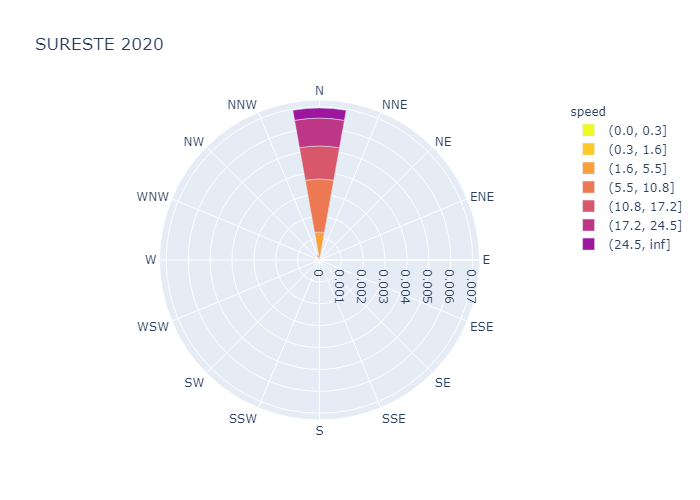 SURESTE 2020
N
NNE
NE
ENE
E
ESE
SE
SSE
S
SSW
SW
WSW
W
WNW
NW
NNW
0
0.001
0.002
0.003
0.004
0.005
0.006
0.007
speed
(0.0, 0.3]
(0.3, 1.6]
(1.6, 5.5]
(5.5, 10.8]
(10.8, 17.2]
(17.2, 24.5]
(24.5, inf]